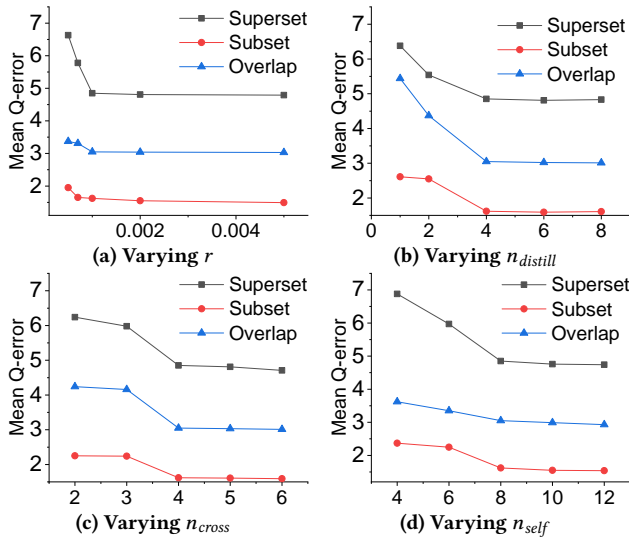 7
6
5
4
3
2
Mean Q-error
Superset
Subset
Overlap
0.002
0.004
(a) Varying r
7
6
5
4
3
2
Mean Q-error
Superset
Subset
Overlap
0
2
4
6
8
(b) Varying n_distill
7
6
5
4
3
2
Mean Q-error
Superset
Subset
Overlap
2
3
4
5
6
(c) Varying n_cross
7
6
5
4
3
2
Mean Q-error
Superset
Subset
Overlap
4
6
8
10
12
(d) Varying n_self